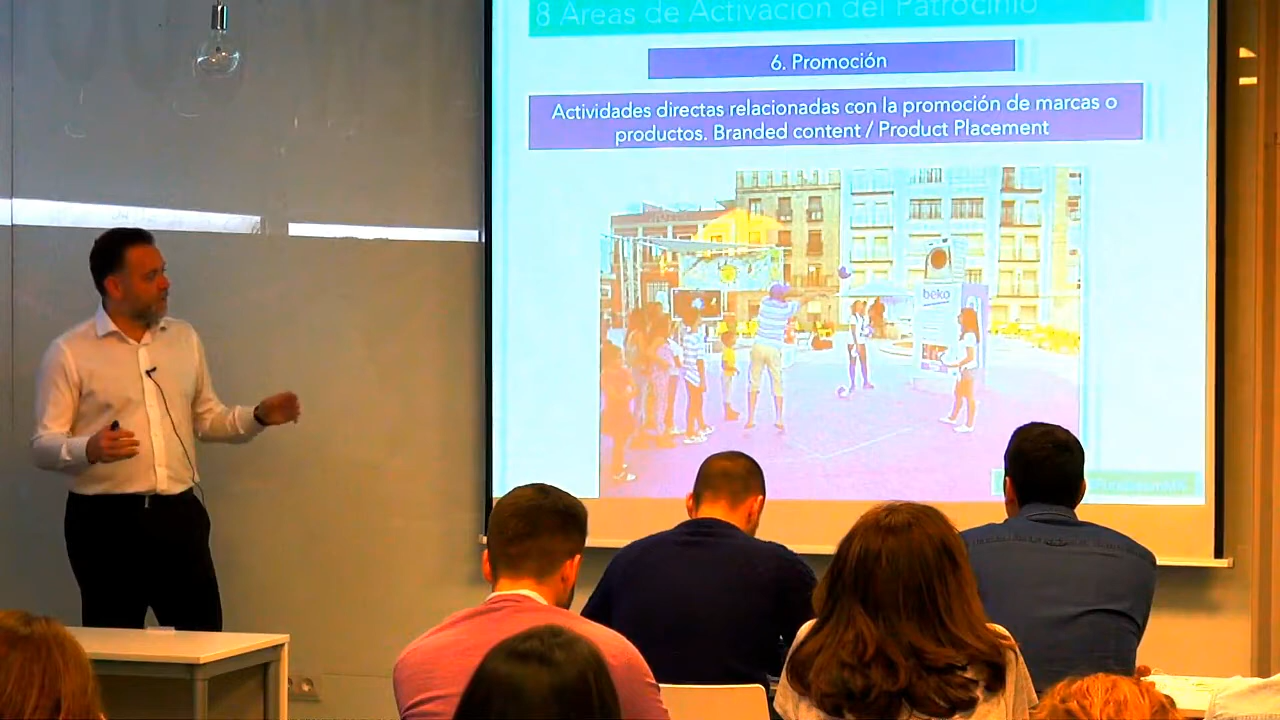 8 Áreas de Activación del Patrocinio
6. Promoción
Actividades directas relacionadas con la promoción de marcas o
productos. Branded content / Product Placement
beko